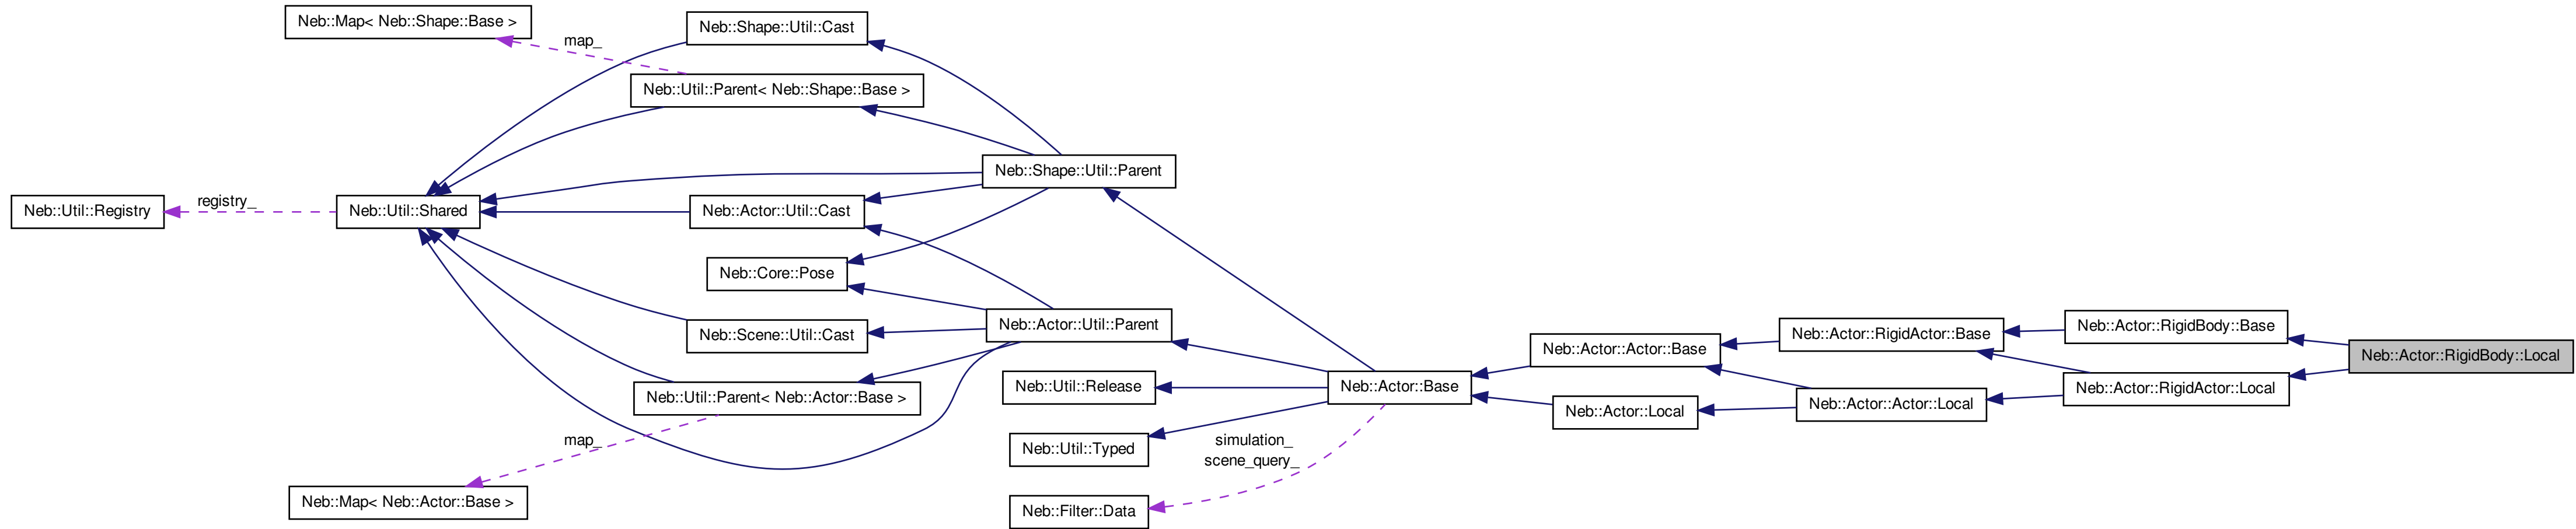 Neb::Map< Neb::Shape::Base >
Neb::Shape::Util::Cast
map_
Neb::Util::Parent< Neb::Shape::Base >
Neb::Shape::Util::Parent
registry_
Neb::Util::Registry
Neb::Util::Shared
Neb::Actor::Util::Cast
Neb::Core::Pose
Neb::Actor::Util::Parent
Neb::Scene::Util::Cast
Neb::Actor::RigidBody::Base
Neb::Actor::RigidActor::Base
Neb::Actor::Actor::Base
Neb::Actor::RigidBody::Local
Neb::Util::Release
Neb::Actor::Base
Neb::Actor::RigidActor::Local
Neb::Util::Parent< Neb::Actor::Base >
Neb::Actor::Local
Neb::Actor::Actor::Local
map_
simulation_
scene_query_
Neb::Util::Typed
Neb::Map< Neb::Actor::Base >
Neb::Filter::Data